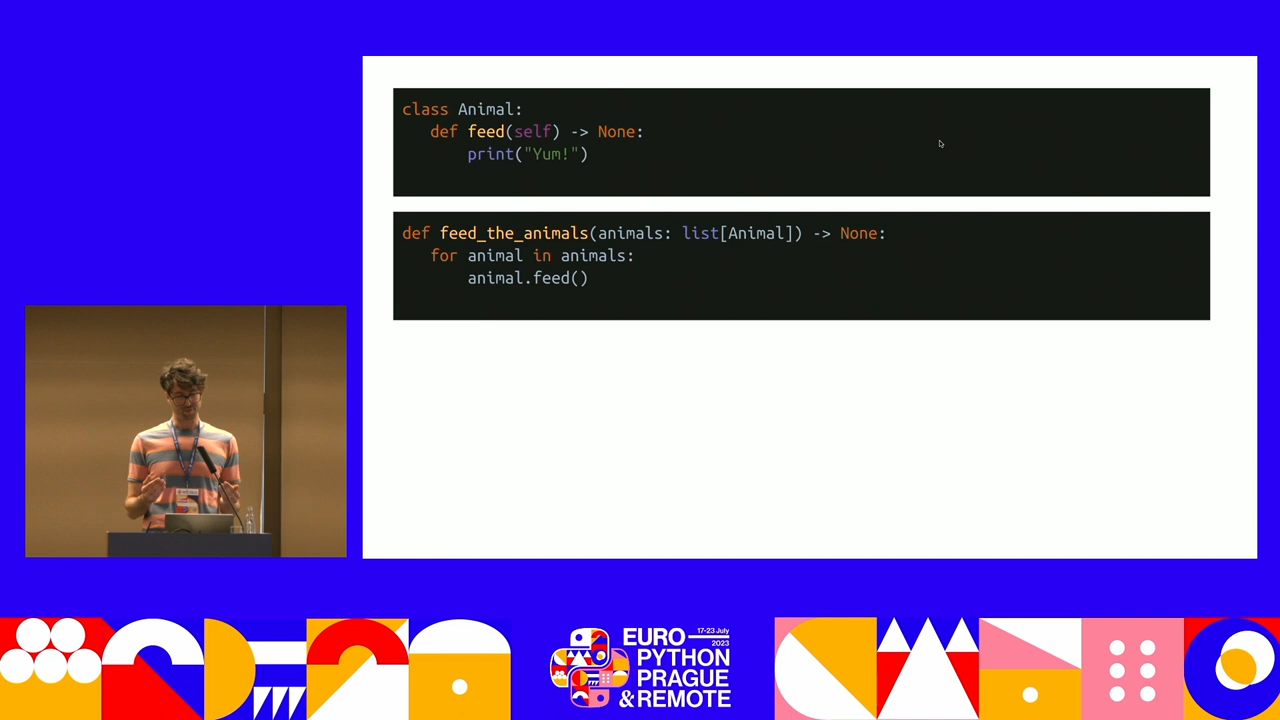 class Animal:
   def feed(self) -> None:
       print("Yum!")
def feed_the_animals(animals: list[Animal]) -> None:
   for animal in animals:
       animal.feed()
EURO
17-23 July
2023
PYTHON
PRAGUE
&REMOTE